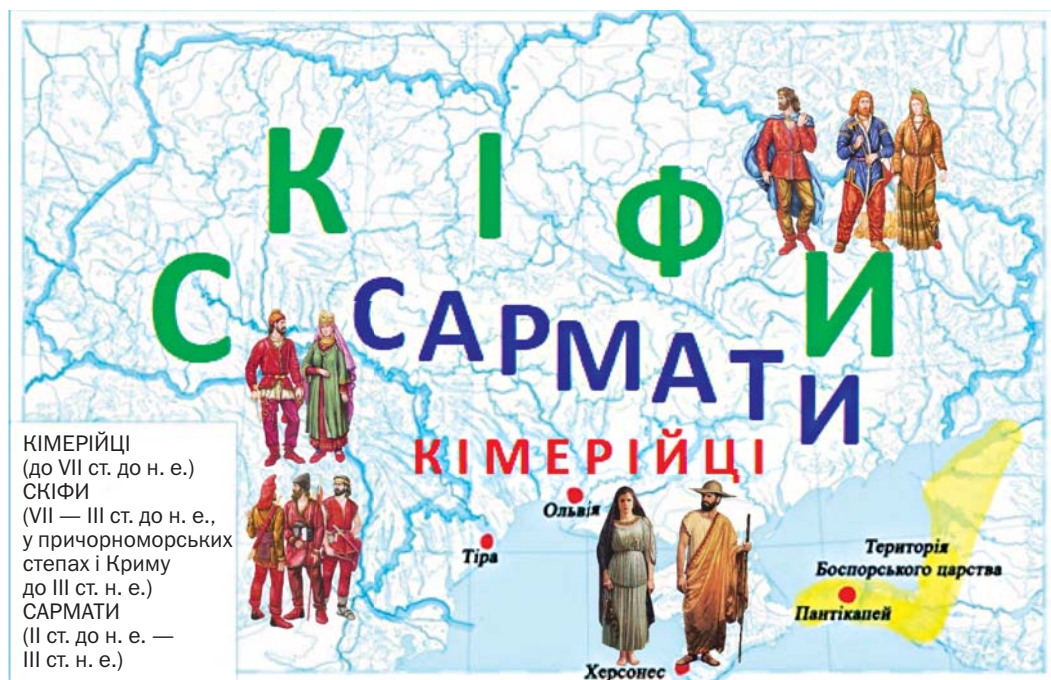 СКІФИ
САРМАТИ
КІМЕРІЙЦІ
Ольвія
Тіра
Територія
Боспорського царства
Пантікапей
Херсонес
КІМЕРІЙЦІ
(до VII ст. до н. е.)
СКІФИ
(VII — III ст. до н. е.,
у причорноморських
степах і Криму
до III ст. н. е.)
САРМАТИ
(II ст. до н. е. —
III ст. н. е.)